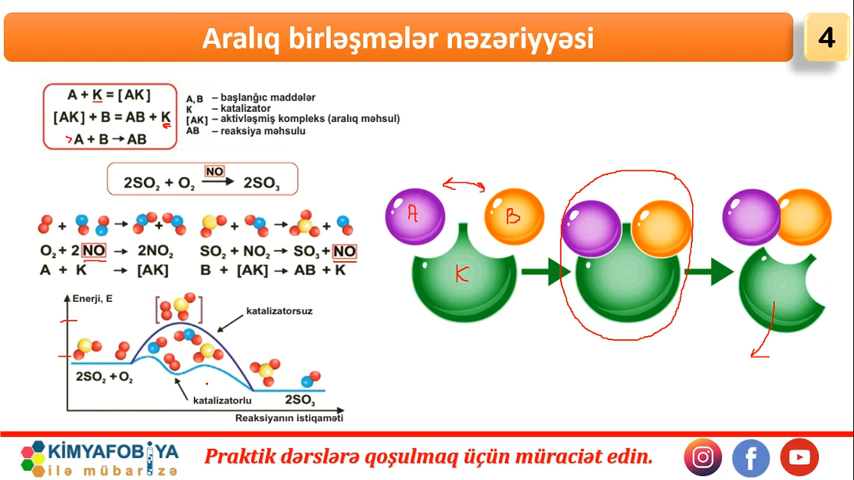 Aralıq birləşmələr nəzəriyyəsi
4
A + K = [AK]
[AK] + B = AB + K
A + B → AB
A, B – başlanğıc maddələr
K – katalizator
[AK] – aktivləşmiş kompleks (aralıq məhsul)
AB – reaksiya məhsulu
NO
2SO₂ + O₂ → 2SO₃
+ → + + → +
O₂ + 2 NO → 2NO₂ SO₂ + NO₂ → SO₃ + NO
A + K → [AK] B + [AK] → AB + K
Enerji, E
katalizatorsuz
2SO₂ + O₂
katalizatorlu
2SO₃
Reaksiyanın istiqaməti
A
B
K
KİMYAFOBİYA
ilə mübarizə
Praktik dərslərə qoşulmaq üçün müraciət edin.